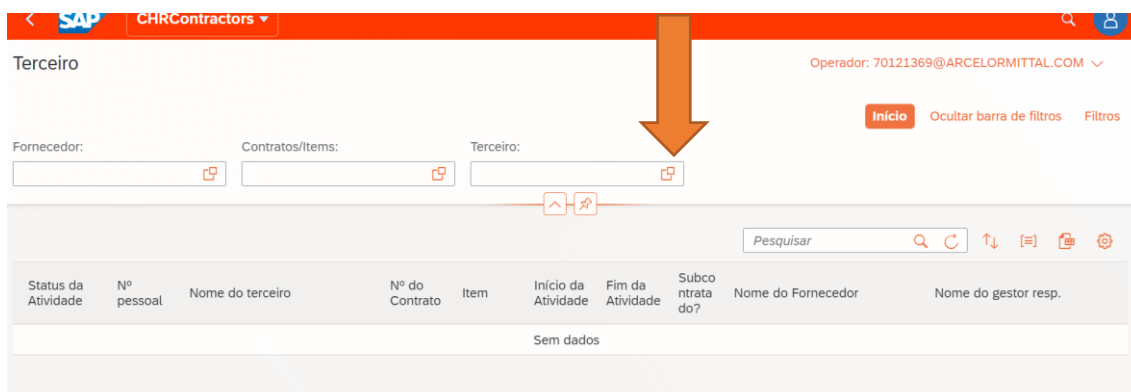 SAP CHRContractors
Terceiro
Operador: 70121369@ARCELORMITTAL.COM
Início Ocultar barra de filtros Filtros
Fornecedor: Contratos/Items: Terceiro:
Pesquisar
Status da Atividade Nº pessoal Nome do terceiro Nº do Contrato Item Início da Atividade Fim da Atividade Subco ntrata do? Nome do Fornecedor Nome do gestor resp.
Sem dados